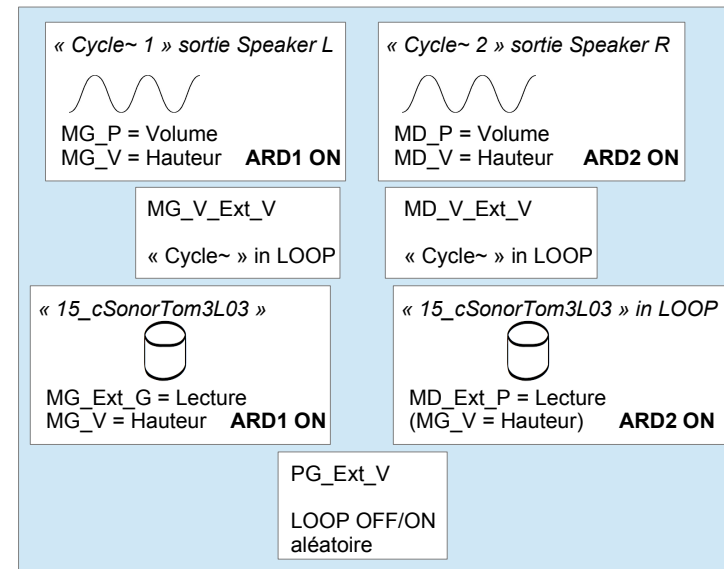 « Cycle~ 1 » sortie Speaker L
MG_P = Volume
MG_V = Hauteur ARD1 ON
« Cycle~ 2 » sortie Speaker R
MD_P = Volume
MD_V = Hauteur ARD2 ON
MG_V_Ext_V
« Cycle~ » in LOOP
MD_V_Ext_V
« Cycle~ » in LOOP
« 15_cSonorTom3L03 »
MG_Ext_G = Lecture
MG_V = Hauteur ARD1 ON
« 15_cSonorTom3L03 » in LOOP
MD_Ext_P = Lecture
(MG_V = Hauteur) ARD2 ON
PG_Ext_V
LOOP OFF/ON
aléatoire